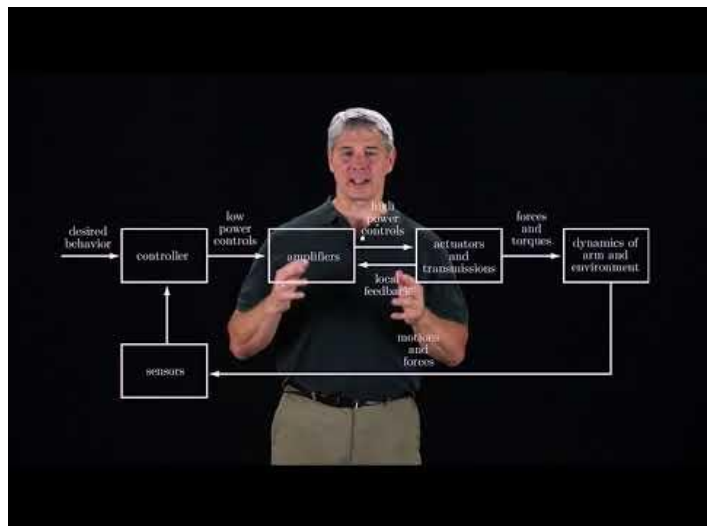 desired
behavior
controller
low
power
controls
amplifiers
high
power
controls
local
feedback
actuators
and
transmissions
forces
and
torques
dynamics of
arm and
environment
motions
and
forces
sensors